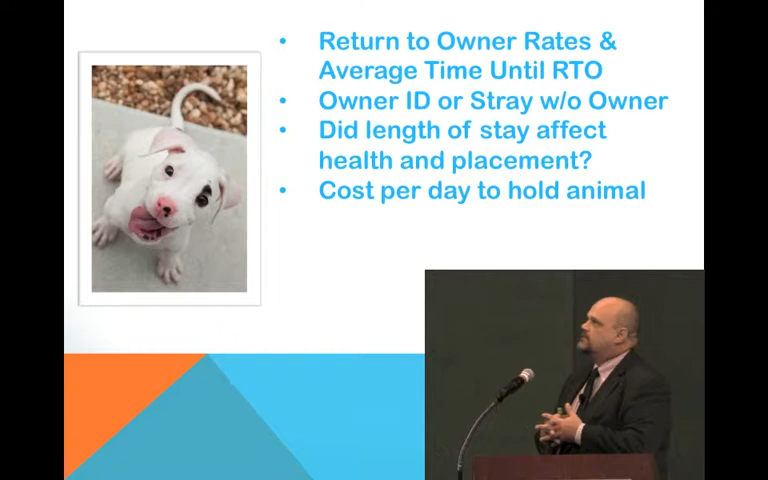 • Return to Owner Rates &
Average Time Until RTO
• Owner ID or Stray w/o Owner
• Did length of stay affect
health and placement?
• Cost per day to hold animal